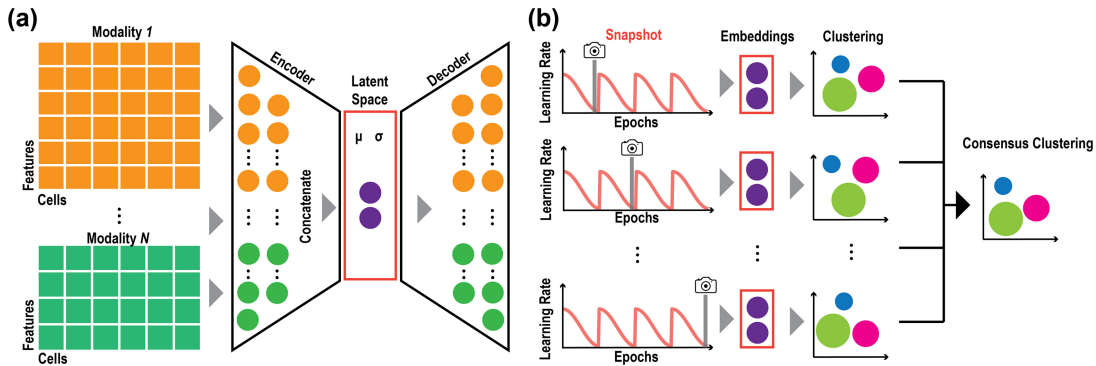 (a)
Modality 1
Features
Cells
...
Modality N
Features
Cells
Encoder
Concatenate
Latent
Space
μ σ
Decoder
(b)
Snapshot
Embeddings
Clustering
Learning Rate
Epochs
Learning Rate
Epochs
Learning Rate
Epochs
Consensus Clustering